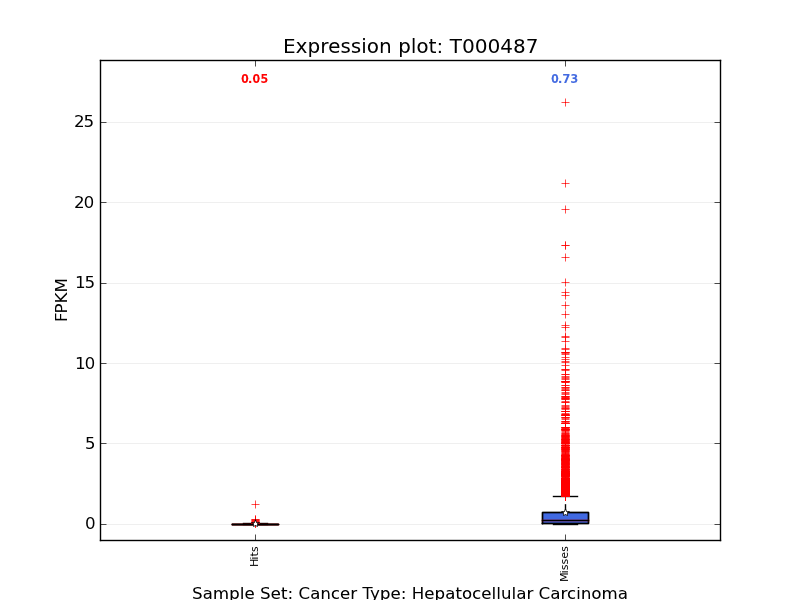 Expression plot: T000487
0.05
0.73
25
20
15
10
5
0
FPKM
Hits
Misses
Sample Set: Cancer Type: Hepatocellular Carcinoma